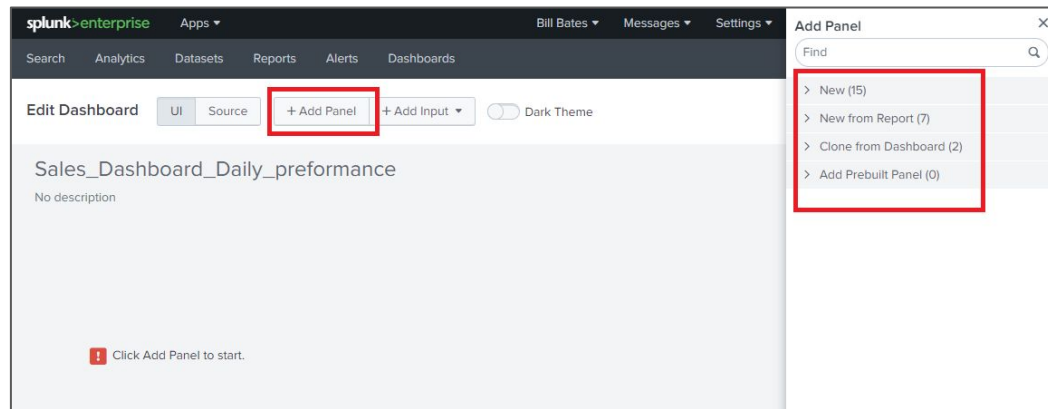 splunk>enterprise Apps Bill Bates Messages Settings
Search Analytics Datasets Reports Alerts Dashboards
Edit Dashboard UI Source + Add Panel + Add Input Dark Theme
Sales_Dashboard_Daily_preformance
No description
Click Add Panel to start.
Add Panel
Find
New (15)
New from Report (7)
Clone from Dashboard (2)
Add Prebuilt Panel (0)